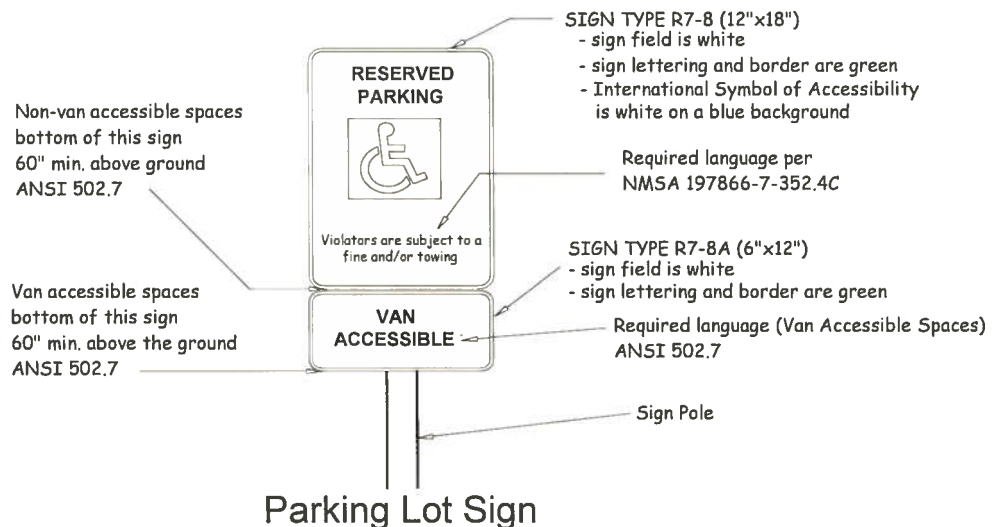 SIGN TYPE R7-8 (12"x18")
- sign field is white
- sign lettering and border are green
- International Symbol of Accessibility
is white on a blue background
RESERVED
PARKING
Non-van accessible spaces
bottom of this sign
60" min. above ground
ANSI 502.7
Required language per
NMSA 197866-7-352.4C
Violators are subject to a
fine and/or towing
SIGN TYPE R7-8A (6"x12")
- sign field is white
- sign lettering and border are green
Van accessible spaces
bottom of this sign
60" min. above the ground
ANSI 502.7
VAN
ACCESSIBLE
Required language (Van Accessible Spaces)
ANSI 502.7
Sign Pole
Parking Lot Sign